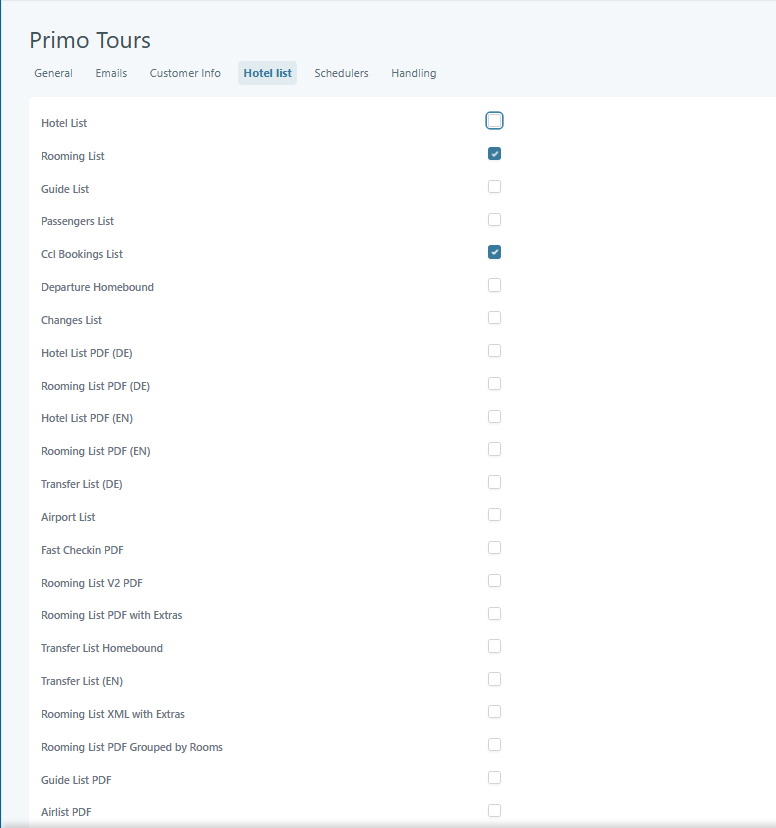 Primo Tours
General Emails Customer Info Hotel list Schedulers Handling
Hotel List
Rooming List
Guide List
Passengers List
Ccl Bookings List
Departure Homebound
Changes List
Hotel List PDF (DE)
Rooming List PDF (DE)
Hotel List PDF (EN)
Rooming List PDF (EN)
Transfer List (DE)
Airport List
Fast Checkin PDF
Rooming List V2 PDF
Rooming List PDF with Extras
Transfer List Homebound
Transfer List (EN)
Rooming List XML with Extras
Rooming List PDF Grouped by Rooms
Guide List PDF
Airlist PDF